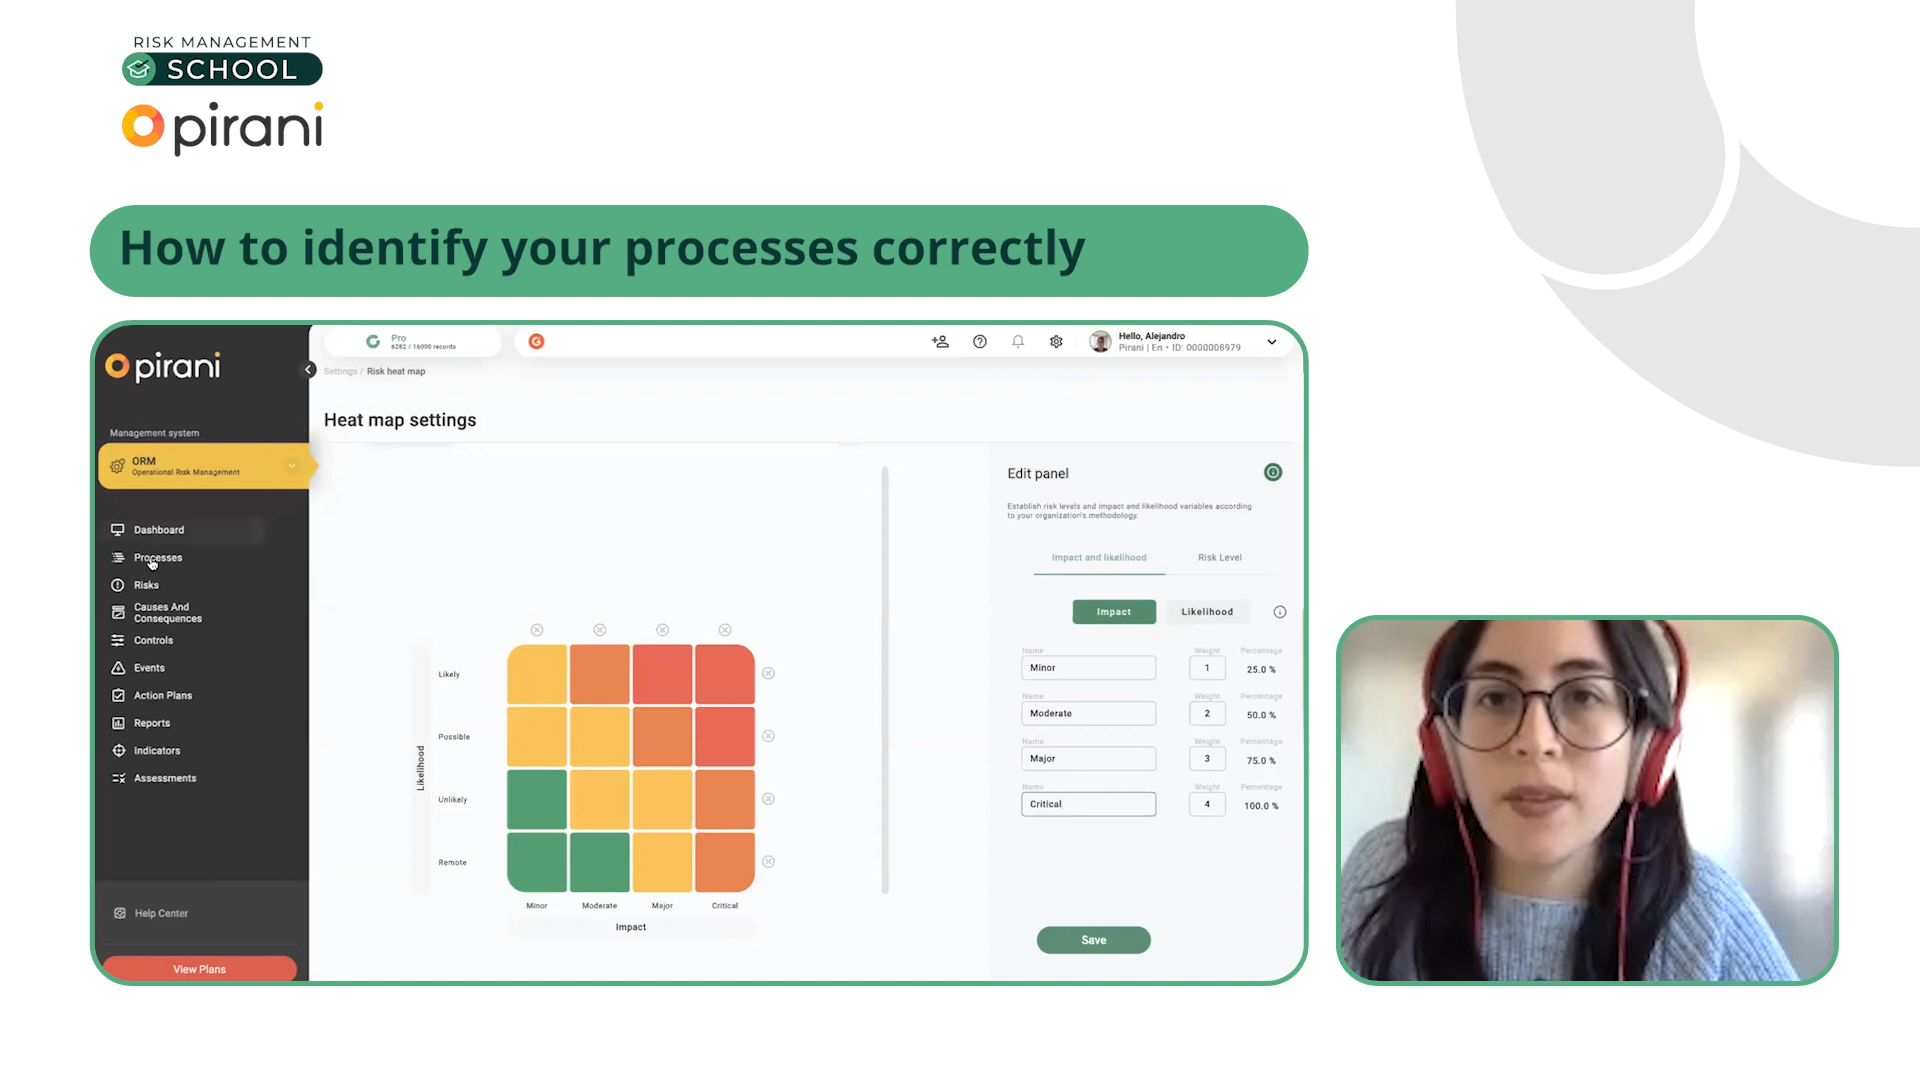 RISK MANAGEMENT
SCHOOL
pirani
How to identify your processes correctly
pirani
Pro
6282 / 16000 records
Hello, Alejandro
Pirani | En • ID: 0000008979
Settings / Risk heat map
Heat map settings
Management system
ORM
Operational Risk Management
Dashboard
Processes
Risks
Causes And
Consequences
Controls
Events
Action Plans
Reports
Indicators
Assessments
Help Center
View Plans
Likelihood
Likely
Possible
Unlikely
Remote
Minor
Moderate
Major
Critical
Impact
Edit panel
Establish risk levels and impact and likelihood variables according
to your organization's methodology.
Impact and likelihood
Risk Level
Impact
Likelihood
Name
Weight
Percentage
Minor
1
25.0 %
Name
Weight
Percentage
Moderate
2
50.0 %
Name
Weight
Percentage
Major
3
75.0 %
Name
Weight
Percentage
Critical
4
100.0 %
Save